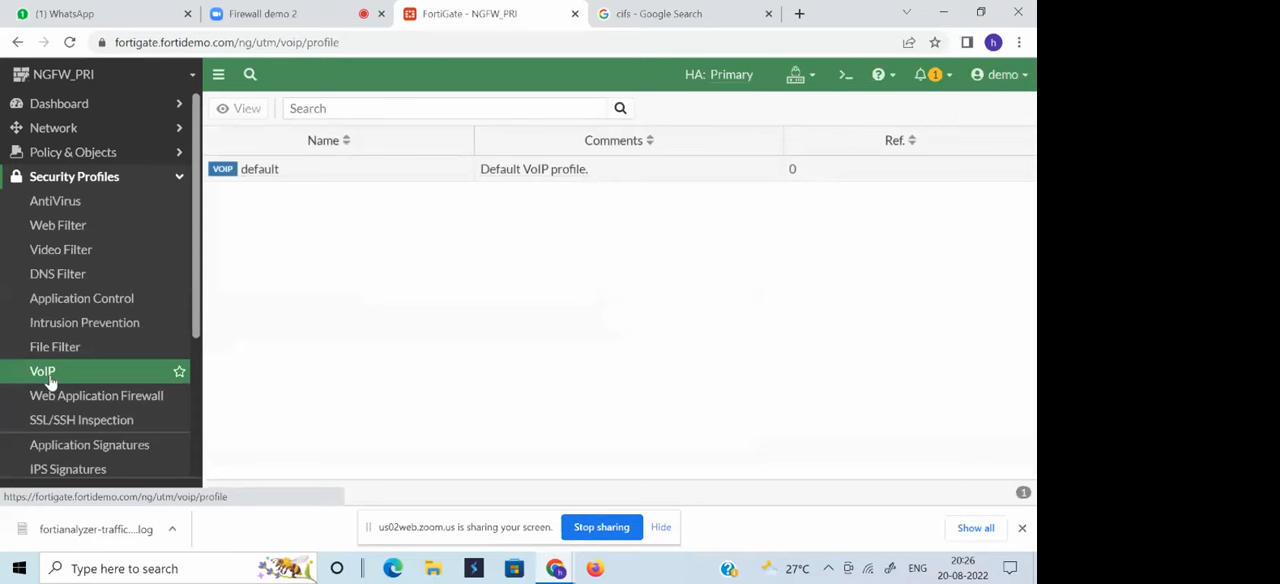 (1) WhatsApp
Firewall demo 2
FortiGate - NGFW_PRI
cifs - Google Search
fortigate.fortidemo.com/ng/utm/voip/profile
h
NGFW_PRI
HA: Primary
1
demo
Dashboard
Network
Policy & Objects
Security Profiles
AntiVirus
Web Filter
Video Filter
DNS Filter
Application Control
Intrusion Prevention
File Filter
VoIP
Web Application Firewall
SSL/SSH Inspection
Application Signatures
IPS Signatures
View
Search
Name
Comments
Ref.
VOIP default
Default VoIP profile.
0
1
https://fortigate.fortidemo.com/ng/utm/voip/profile
fortianalyzer-traffic....log
us02web.zoom.us is sharing your screen.
Stop sharing
Hide
Show all
Type here to search
27°C
ENG
20:26
20-08-2022